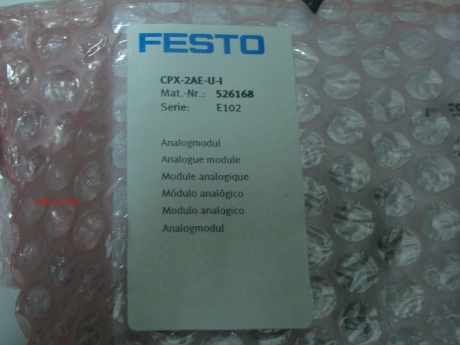 FESTO
CPX-2AE-U-I
Mat.-Nr.: 526168
Serie: E102
Analogmodul
Analogue module
Module analogique
Módulo analógico
Modulo analogico
Analogmodul